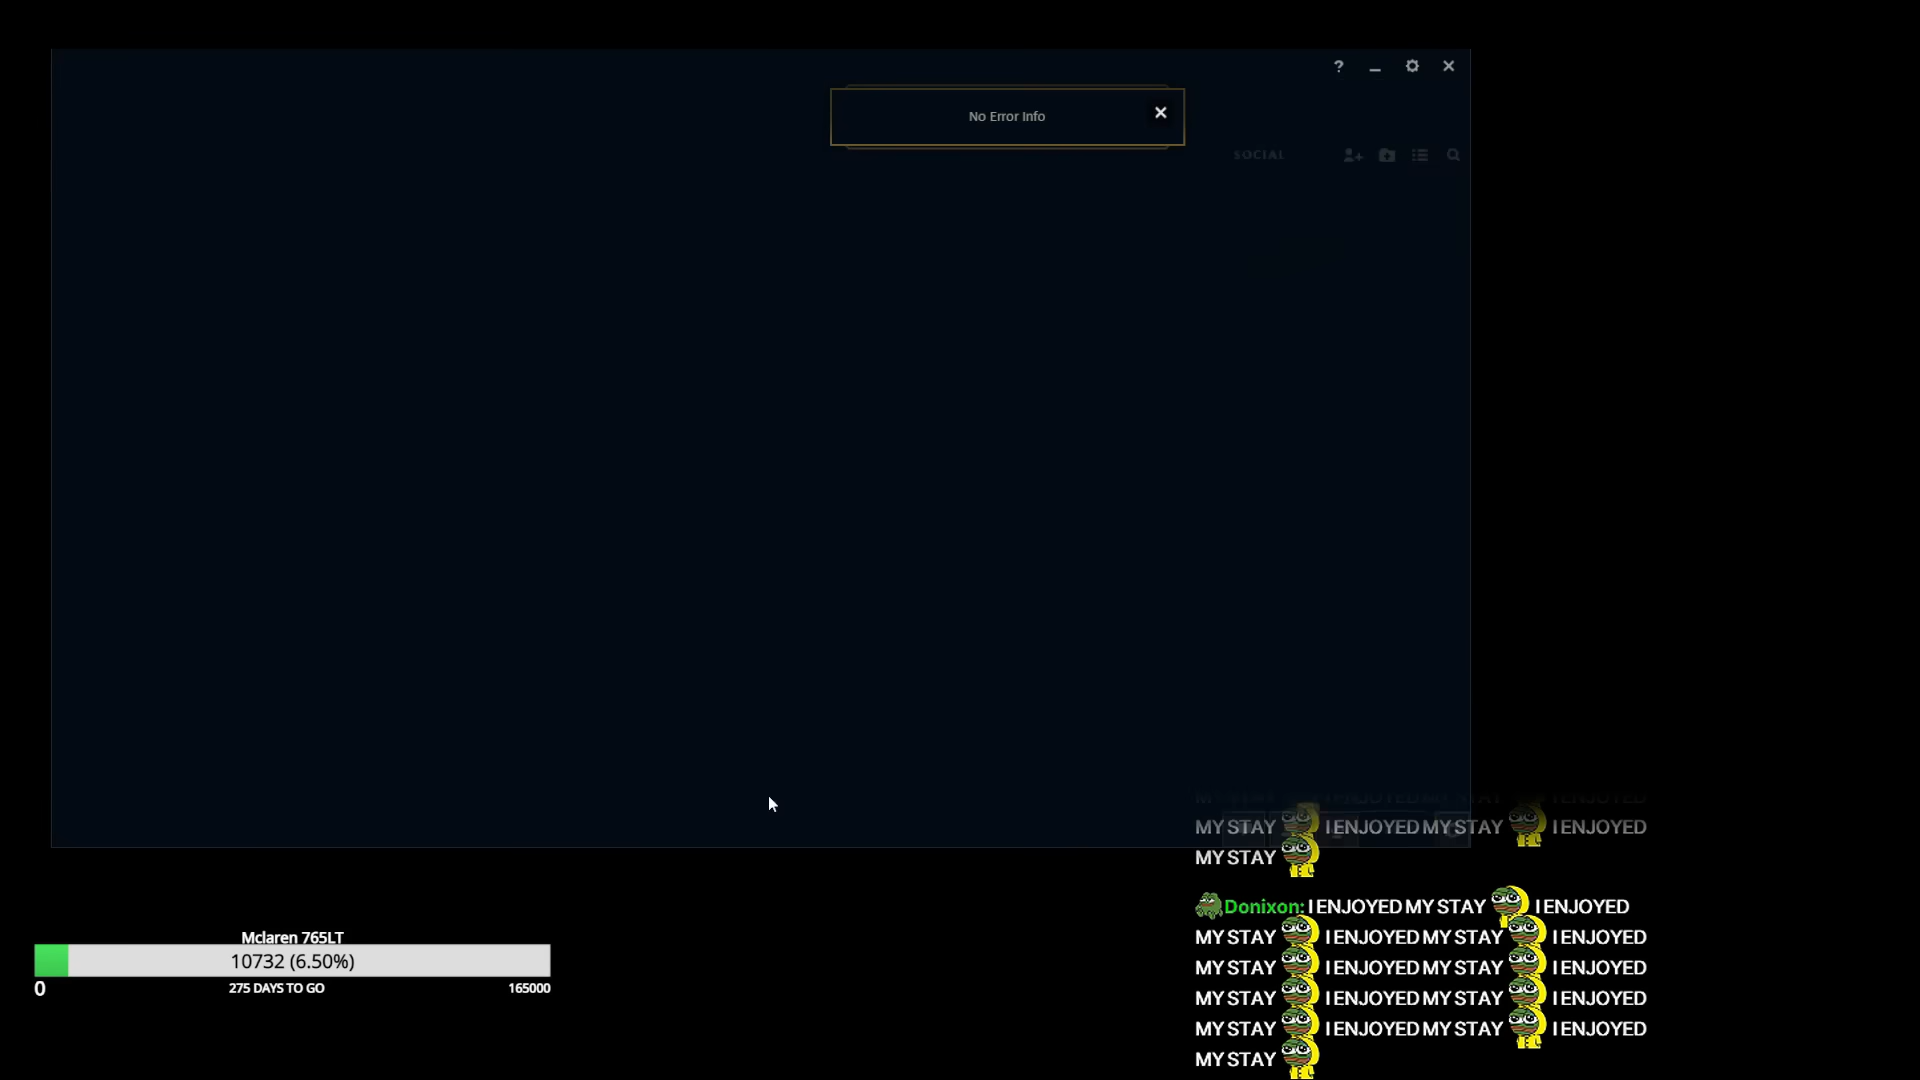 ?
No Error Info
SOCIAL
MY STAY I ENJOYED MY STAY I ENJOYED
MY STAY
Donixon: I ENJOYED MY STAY I ENJOYED
MY STAY I ENJOYED MY STAY I ENJOYED
MY STAY I ENJOYED MY STAY I ENJOYED
MY STAY I ENJOYED MY STAY I ENJOYED
MY STAY I ENJOYED MY STAY I ENJOYED
MY STAY
Mclaren 765LT
10732 (6.50%)
0 275 DAYS TO GO 165000